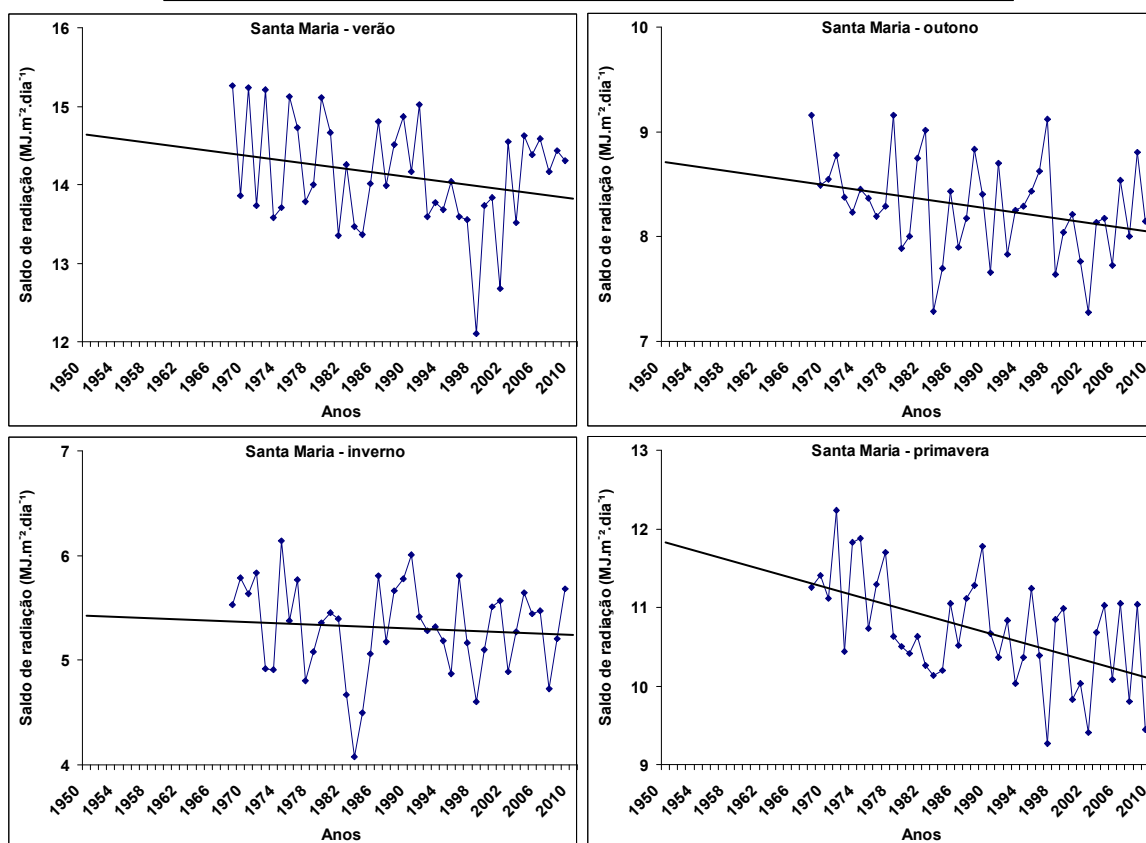 Santa Maria - verão
Saldo de radiação (MJ.m⁻².dia⁻¹)
16
15
14
13
12
1950 1954 1958 1962 1966 1970 1974 1978 1982 1986 1990 1994 1998 2002 2006 2010
Anos
Santa Maria - outono
Saldo de radiação (MJ.m⁻².dia⁻¹)
10
9
8
7
1950 1954 1958 1962 1966 1970 1974 1978 1982 1986 1990 1994 1998 2002 2006 2010
Anos
Santa Maria - inverno
Saldo de radiação (MJ.m⁻².dia⁻¹)
7
6
5
4
1950 1954 1958 1962 1966 1970 1974 1978 1982 1986 1990 1994 1998 2002 2006 2010
Anos
Santa Maria - primavera
Saldo de radiação (MJ.m⁻².dia⁻¹)
13
12
11
10
9
1950 1954 1958 1962 1966 1970 1974 1978 1982 1986 1990 1994 1998 2002 2006 2010
Anos